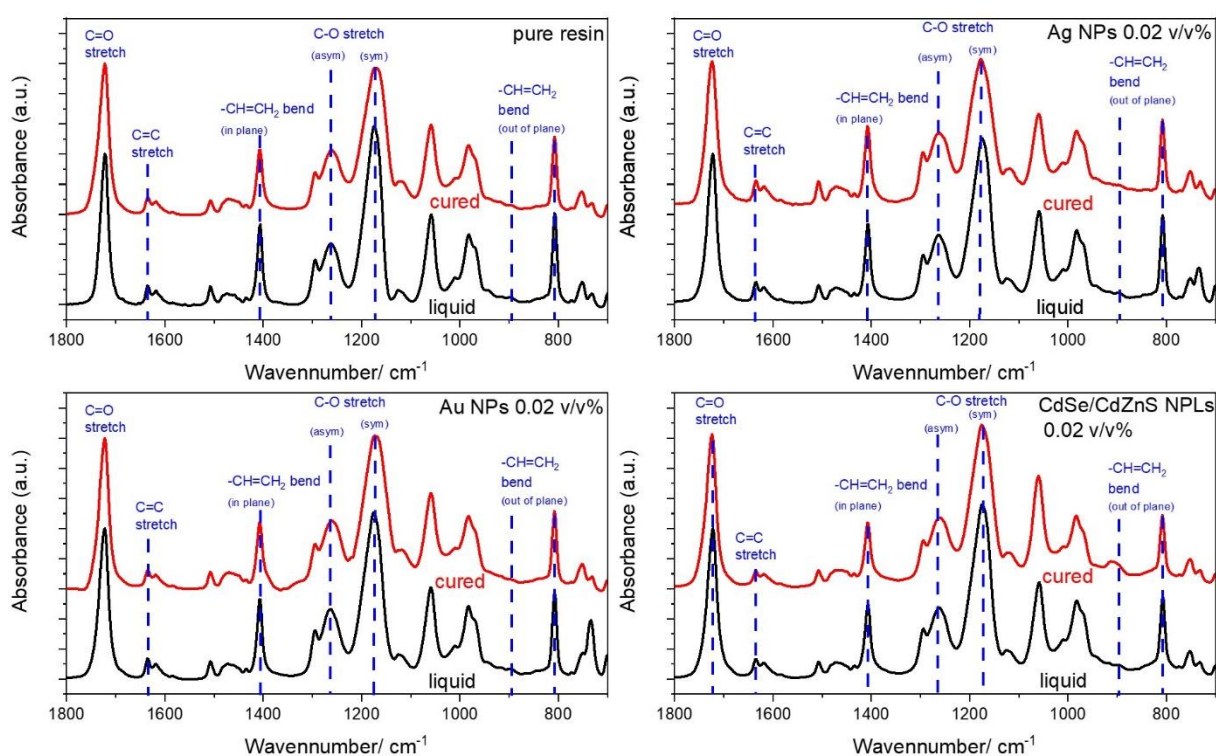 pure resin
C=O
stretch
C-O stretch
(asym)
(sym)
-CH=CH₂
bend
(out of plane)
-CH=CH₂ bend
(in plane)
C=C
stretch
cured
liquid
Absorbance (a.u.)
1800 1600 1400 1200 1000 800
Wavennumber/ cm⁻¹
Ag NPs 0.02 v/v%
C=O
stretch
C-O stretch
(asym)
(sym)
-CH=CH₂
bend
(out of plane)
-CH=CH₂ bend
(in plane)
C=C
stretch
cured
liquid
Absorbance (a.u.)
1800 1600 1400 1200 1000 800
Wavennumber/ cm⁻¹
Au NPs 0.02 v/v%
C=O
stretch
C-O stretch
(asym)
(sym)
-CH=CH₂
bend
(out of plane)
-CH=CH₂ bend
(in plane)
C=C
stretch
cured
liquid
Absorbance (a.u.)
1800 1600 1400 1200 1000 800
Wavennumber/ cm⁻¹
CdSe/CdZnS NPLs
0.02 v/v%
C=O
stretch
C-O stretch
(asym)
(sym)
-CH=CH₂
bend
(out of plane)
-CH=CH₂ bend
(in plane)
C=C
stretch
cured
liquid
Absorbance (a.u.)
1800 1600 1400 1200 1000 800
Wavennumber/ cm⁻¹